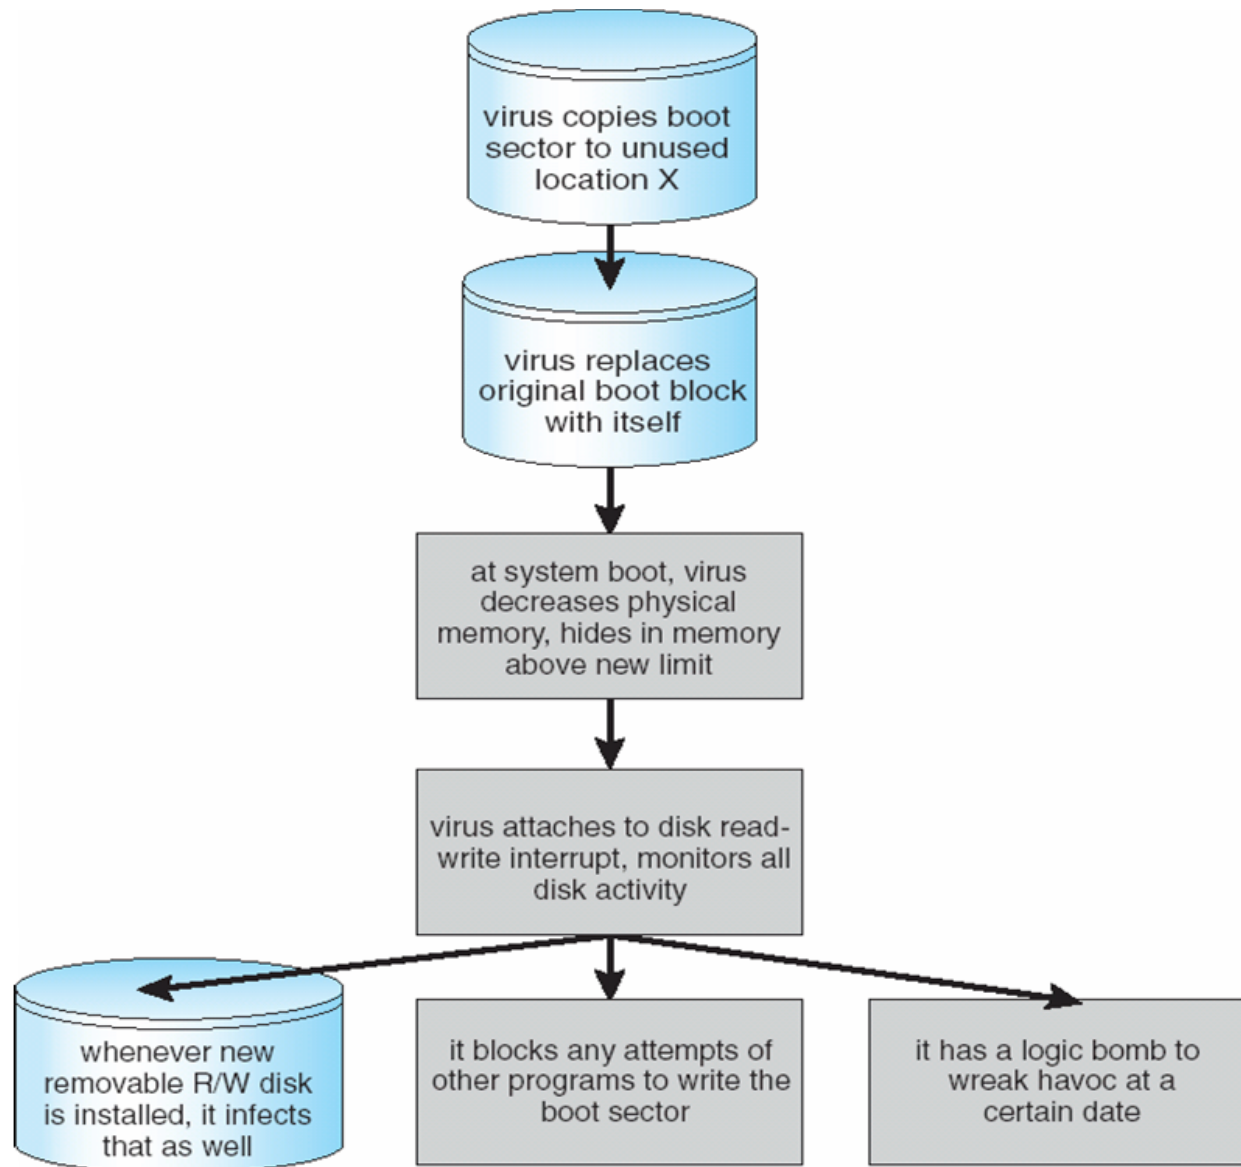 virus copies boot
sector to unused
location X
virus replaces
original boot block
with itself
at system boot, virus
decreases physical
memory, hides in memory
above new limit
virus attaches to disk read-
write interrupt, monitors all
disk activity
whenever new
removable R/W disk
is installed, it infects
that as well
it blocks any attempts of
other programs to write the
boot sector
it has a logic bomb to
wreak havoc at a
certain date